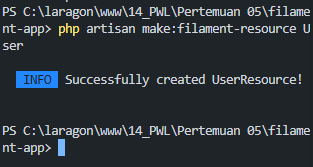 PS C:\laragon\www\14_PWL\Pertemuan 05\filame
nt-app> php artisan make:filament-resource U
ser
INFO Successfully created UserResource!
PS C:\laragon\www\14_PWL\Pertemuan 05\filame
nt-app>